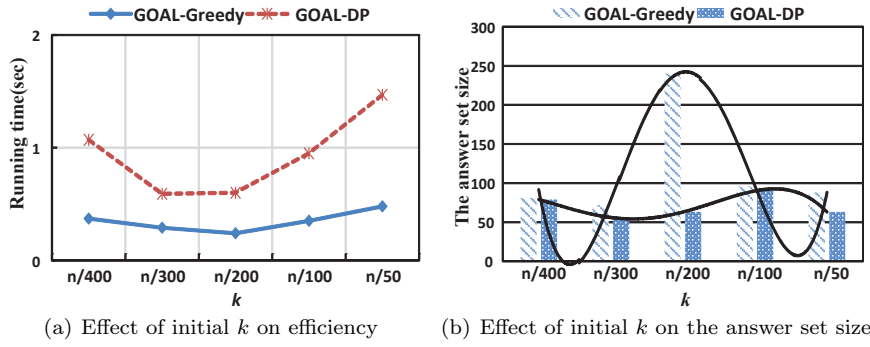 GOAL-Greedy GOAL-DP
Running time(sec)
2
1
0
n/400 n/300 n/200 n/100 n/50
k
(a) Effect of initial k on efficiency
GOAL-Greedy GOAL-DP
The answer set size
300
250
200
150
100
50
0
n/400 n/300 n/200 n/100 n/50
k
(b) Effect of initial k on the answer set size